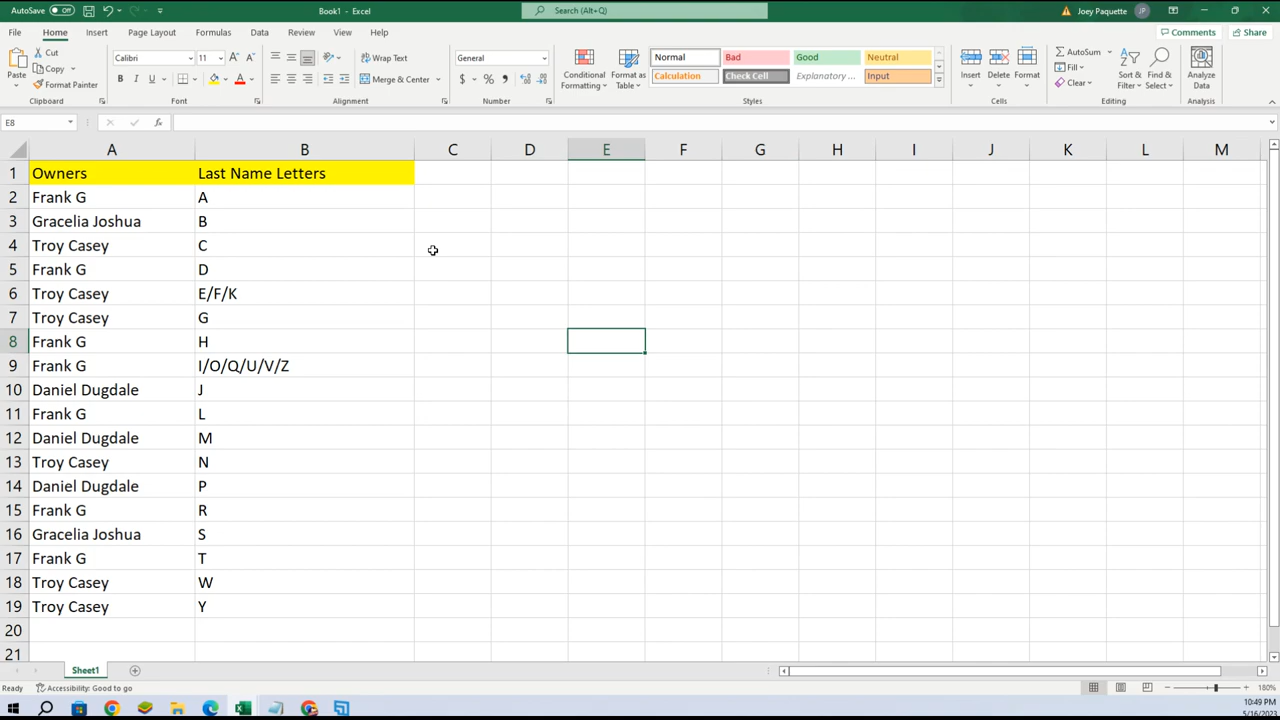 AutoSave Off Book1 - Excel Search (Alt+Q) Joey Paquette JP
File Home Insert Page Layout Formulas Data Review View Help Comments Share
Paste Cut Copy Format Painter Clipboard
Calibri 11 B I U A Font
Wrap Text Merge & Center Alignment
General $ % Number
Conditional Formatting Format as Table Normal Bad Good Neutral Calculation Check Cell Explanatory ... Input Styles
Insert Delete Format Cells
AutoSum Fill Clear Sort & Filter Find & Select Editing
Analyze Data Analysis
E8 fx
A B C D E F G H I J K L M
1 Owners Last Name Letters
2 Frank G A
3 Gracelia Joshua B
4 Troy Casey C
5 Frank G D
6 Troy Casey E/F/K
7 Troy Casey G
8 Frank G H
9 Frank G I/O/Q/U/V/Z
10 Daniel Dugdale J
11 Frank G L
12 Daniel Dugdale M
13 Troy Casey N
14 Daniel Dugdale P
15 Frank G R
16 Gracelia Joshua S
17 Frank G T
18 Troy Casey W
19 Troy Casey Y
20
21
Sheet1
Ready Accessibility: Good to go 180%
10:49 PM
5/16/2023